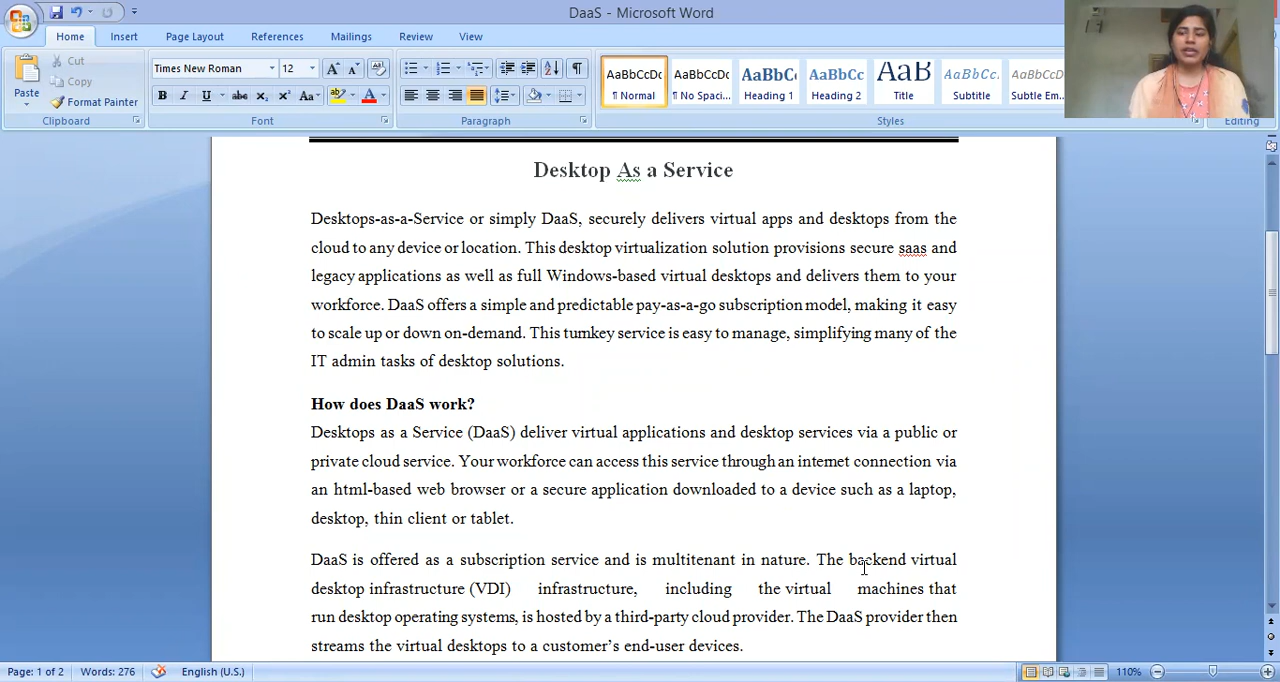 DaaS - Microsoft Word
Home Insert Page Layout References Mailings Review View
Paste
Cut
Copy
Format Painter
Clipboard
Times New Roman 12
Font
Paragraph
AaBbCcDc AaBbCcDc AaBbC AaBbCc AaB AaBbCc. AaBbCcDc
¶ Normal ¶ No Spaci... Heading 1 Heading 2 Title Subtitle Subtle Em...
Styles
Editing
Desktop As a Service
Desktops-as-a-Service or simply DaaS, securely delivers virtual apps and desktops from the
cloud to any device or location. This desktop virtualization solution provisions secure saas and
legacy applications as well as full Windows-based virtual desktops and delivers them to your
workforce. DaaS offers a simple and predictable pay-as-a-go subscription model, making it easy
to scale up or down on-demand. This turnkey service is easy to manage, simplifying many of the
IT admin tasks of desktop solutions.
How does DaaS work?
Desktops as a Service (DaaS) deliver virtual applications and desktop services via a public or
private cloud service. Your workforce can access this service through an internet connection via
an html-based web browser or a secure application downloaded to a device such as a laptop,
desktop, thin client or tablet.
DaaS is offered as a subscription service and is multitenant in nature. The backend virtual
desktop infrastructure (VDI) infrastructure, including the virtual machines that
run desktop operating systems, is hosted by a third-party cloud provider. The DaaS provider then
streams the virtual desktops to a customer’s end-user devices.
Page: 1 of 2 Words: 276 English (U.S.) 110%